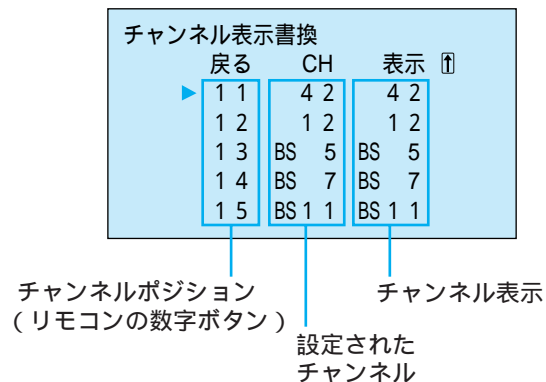 チャンネル表示書換
戻る CH 表示 ↑
▶ 11 42 42
12 12 12
13 BS 5 BS 5
14 BS 7 BS 7
15 BS11 BS11
チャンネルポジション
(リモコンの数字ボタン)
チャンネル表示
設定された
チャンネル